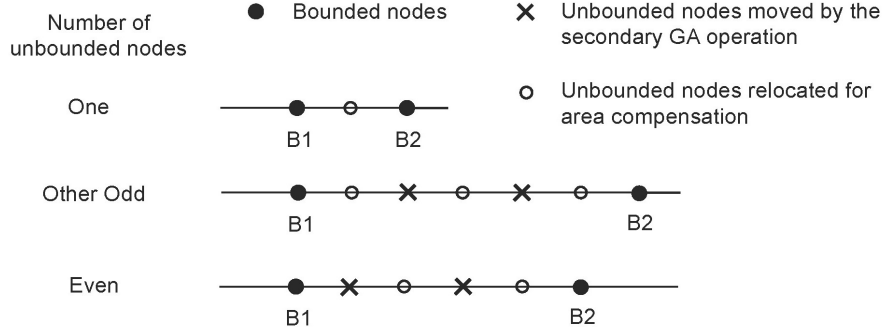 Number of
unbounded nodes
Bounded nodes
Unbounded nodes moved by the
secondary GA operation
Unbounded nodes relocated for
area compensation
One
B1 B2
Other Odd
B1 B2
Even
B1 B2